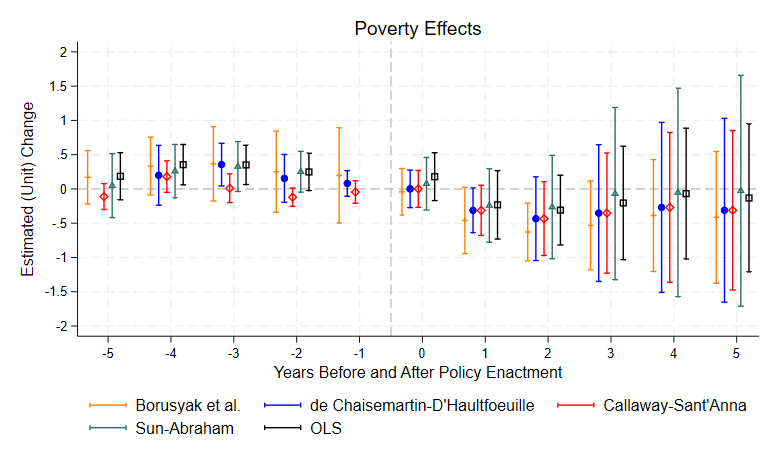 Poverty Effects
Estimated (Unit) Change
2
1.5
1
.5
0
-.5
-1
-1.5
-2
-5 -4 -3 -2 -1 0 1 2 3 4 5
Years Before and After Policy Enactment
Borusyak et al. de Chaisemartin-D'Haultfoeuille Callaway-Sant'Anna
Sun-Abraham OLS